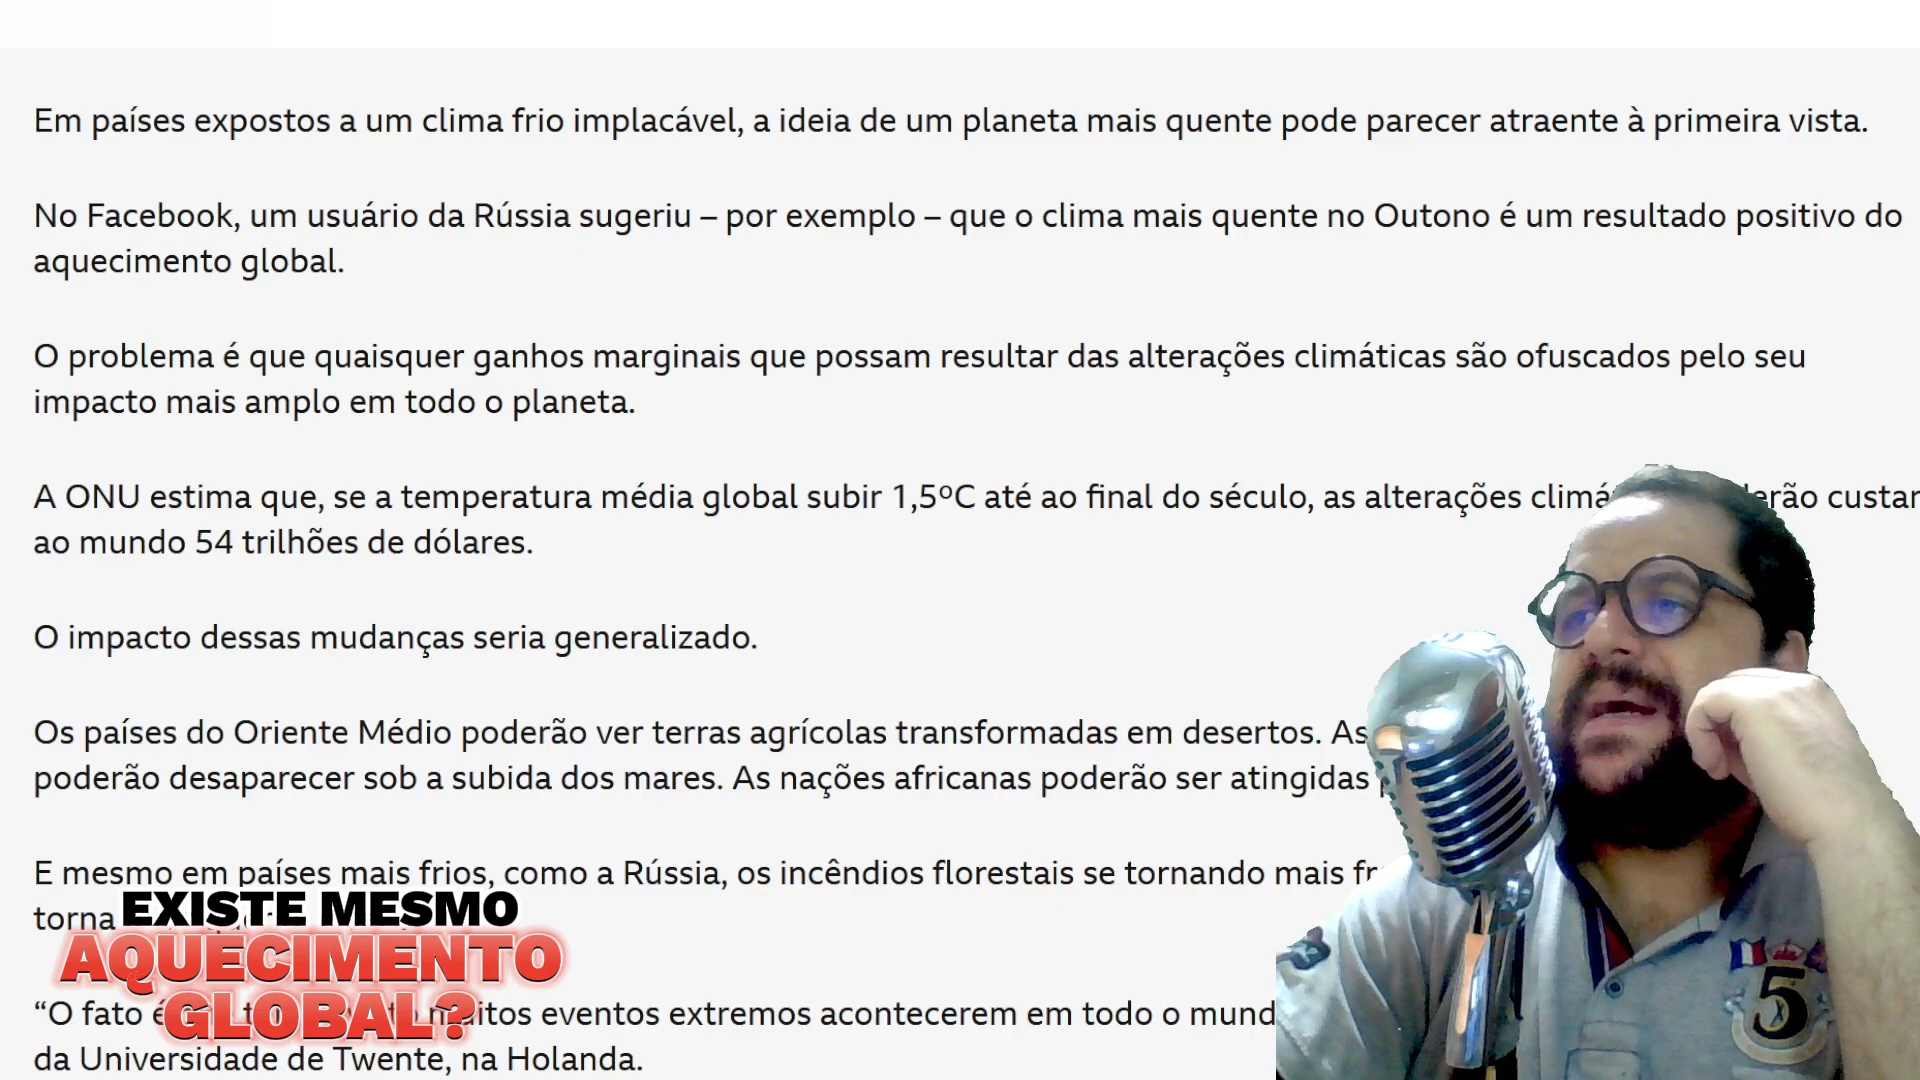 Em países expostos a um clima frio implacável, a ideia de um planeta mais quente pode parecer atraente à primeira vista.
No Facebook, um usuário da Rússia sugeriu – por exemplo – que o clima mais quente no Outono é um resultado positivo do
aquecimento global.
O problema é que quaisquer ganhos marginais que possam resultar das alterações climáticas são ofuscados pelo seu
impacto mais amplo em todo o planeta.
A ONU estima que, se a temperatura média global subir 1,5ºC até ao final do século, as alterações custar
ao mundo 54 trilhões de dólares.
O impacto dessas mudanças seria generalizado.
Os países do Oriente Médio poderão ver terras agrícolas transformadas em desertos. As
poderão desaparecer sob a subida dos mares. As nações africanas poderão ser atingidas
E mesmo em países mais frios, como a Rússia, os incêndios florestais se tornando mais
torna
EXISTE MESMO
AQUECIMENTO
GLOBAL?
“O fato é eventos extremos acontecerem em todo o
da Universidade de Twente, na Holanda.
5